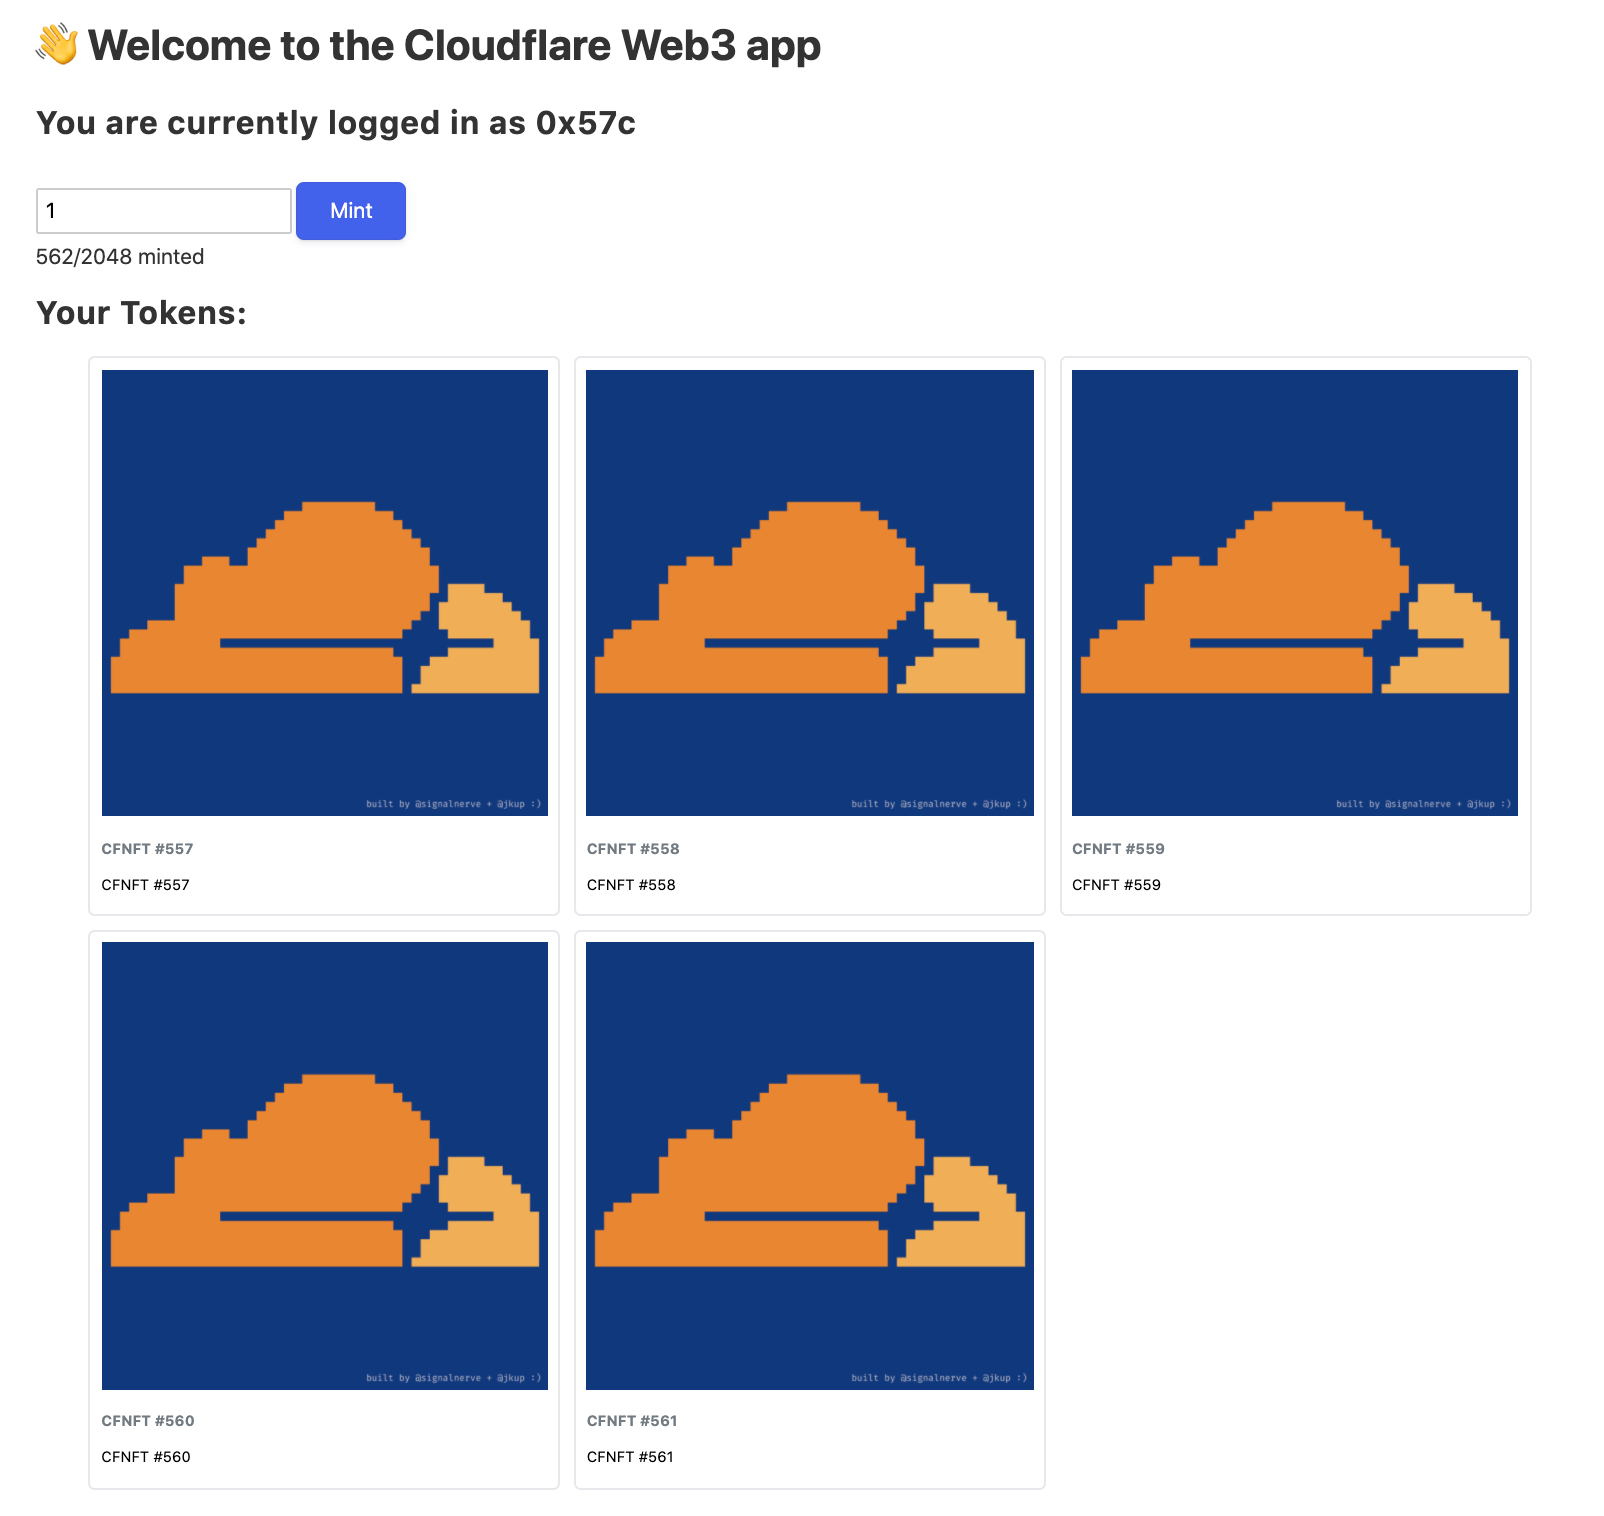 👋 Welcome to the Cloudflare Web3 app
You are currently logged in as 0x57c
1
Mint
562/2048 minted
Your Tokens:
built by @signalnerve + @jkup :)
CFNFT #557
CFNFT #557
built by @signalnerve + @jkup :)
CFNFT #558
CFNFT #558
built by @signalnerve + @jkup :)
CFNFT #559
CFNFT #559
built by @signalnerve + @jkup :)
CFNFT #560
CFNFT #560
built by @signalnerve + @jkup :)
CFNFT #561
CFNFT #561